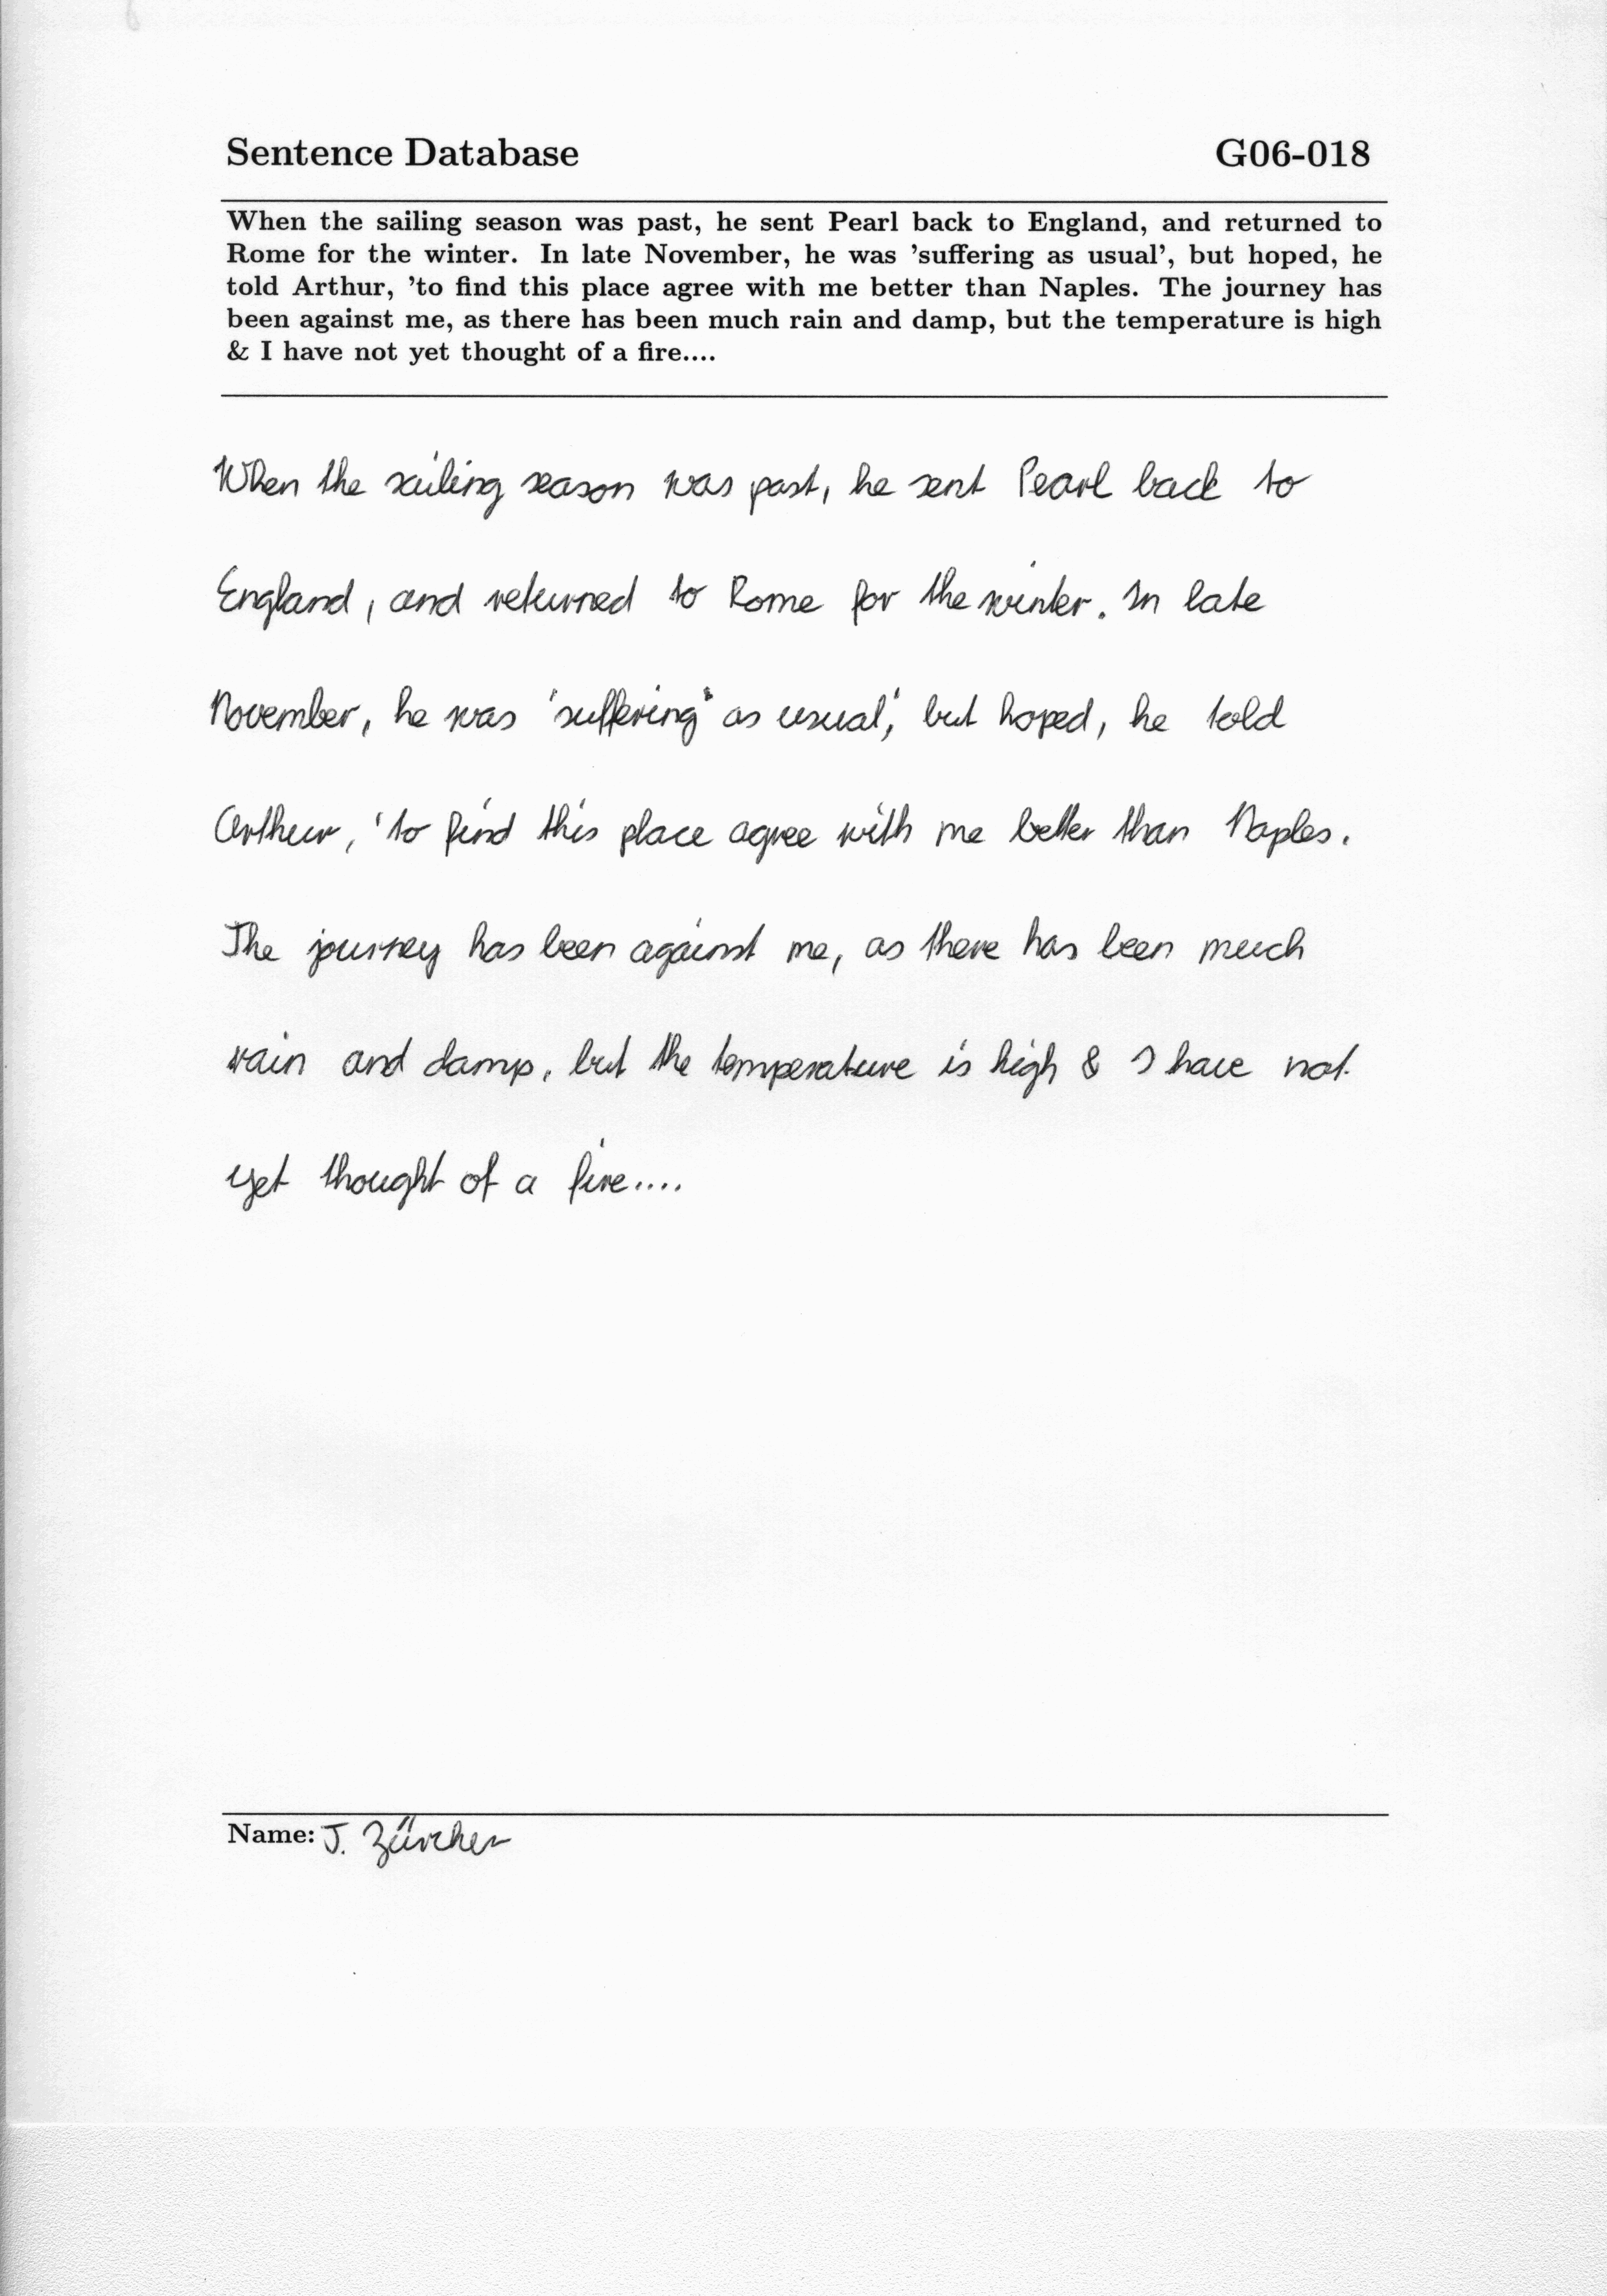 Sentence Database G06-018
When the sailing season was past, he sent Pearl back to England, and returned to
Rome for the winter. In late November, he was 'suffering as usual', but hoped, he
told Arthur, 'to find this place agree with me better than Naples. The journey has
been against me, as there has been much rain and damp, but the temperature is high
& I have not yet thought of a fire....
When the sailing season was past, he sent Pearl back to
England, and returned to Rome for the winter. In late
November, he was 'suffering' as usual', but hoped, he told
Arthur, 'to find this place agree with me better than Naples.
The journey has been against me, as there has been much
rain and damp, but the temperature is high & I have not
yet thought of a fire....
Name: J. Zürcher